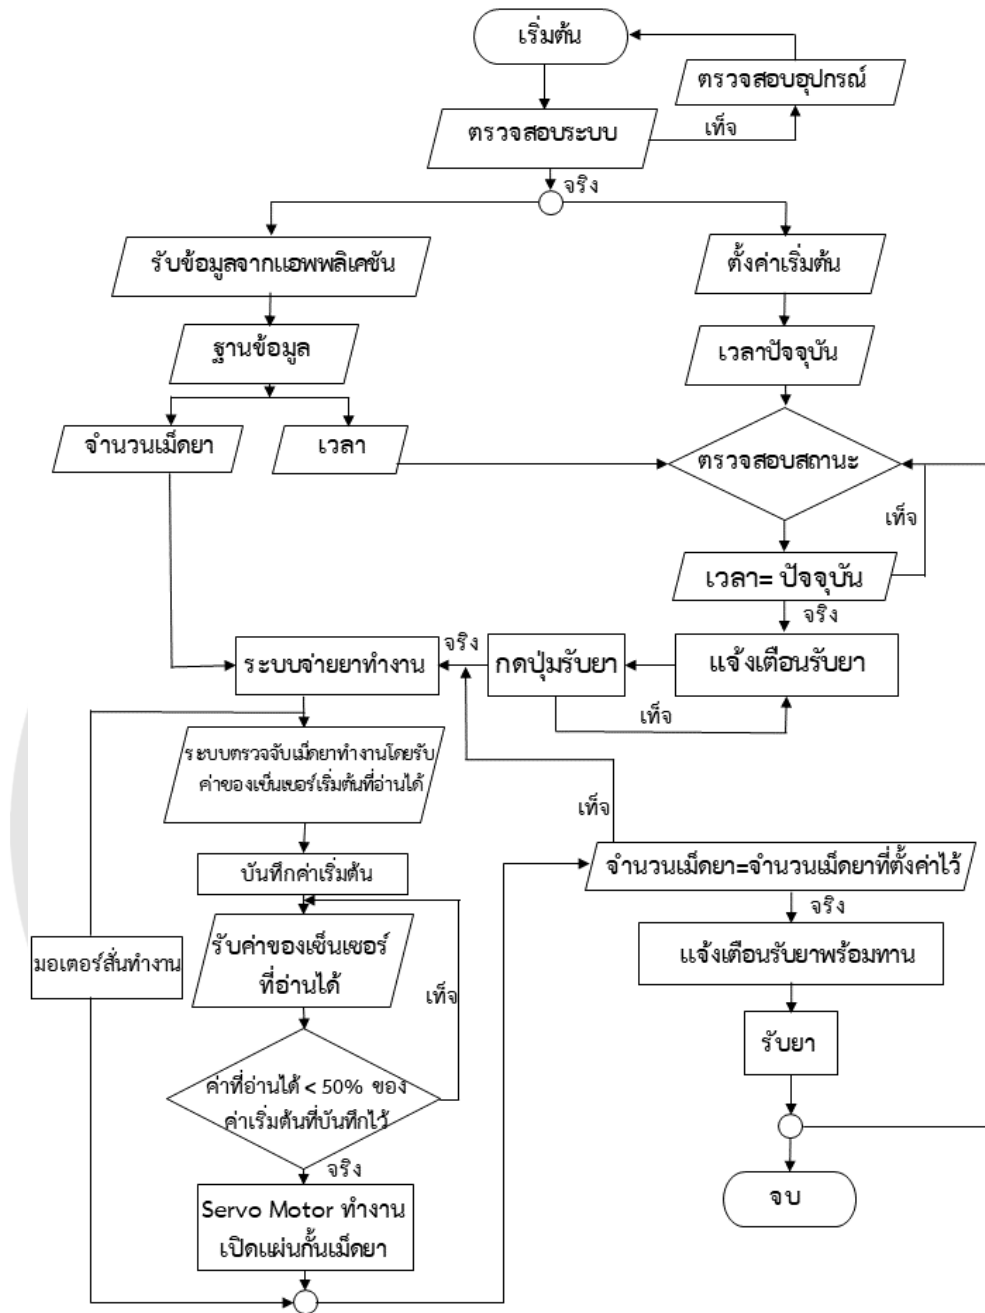 เริ่มต้น
ตรวจสอบอุปกรณ์
ตรวจสอบระบบ
เท็จ
จริง
รับข้อมูลจากแอพพลิเคชัน
ตั้งค่าเริ่มต้น
ฐานข้อมูล
เวลาปัจจุบัน
จำนวนเม็ดยา
เวลา
ตรวจสอบสถานะ
เท็จ
เวลา= ปัจจุบัน
จริง
ระบบจ่ายยาทำงาน
จริง
กดปุ่มรับยา
แจ้งเตือนรับยา
เท็จ
ระบบตรวจจับเม็ดยาทำงานโดยรับ
ค่าของเซ็นเซอร์เริ่มต้นที่อ่านได้
เท็จ
บันทึกค่าเริ่มต้น
จำนวนเม็ดยา=จำนวนเม็ดยาที่ตั้งค่าไว้
จริง
มอเตอร์สั่นทำงาน
รับค่าของเซ็นเซอร์
ที่อ่านได้
เท็จ
แจ้งเตือนรับยาพร้อมทาน
รับยา
ค่าที่อ่านได้ < 50% ของ
ค่าเริ่มต้นที่บันทึกไว้
จริง
Servo Motor ทำงาน
เปิดแผ่นกั้นเม็ดยา
จบ